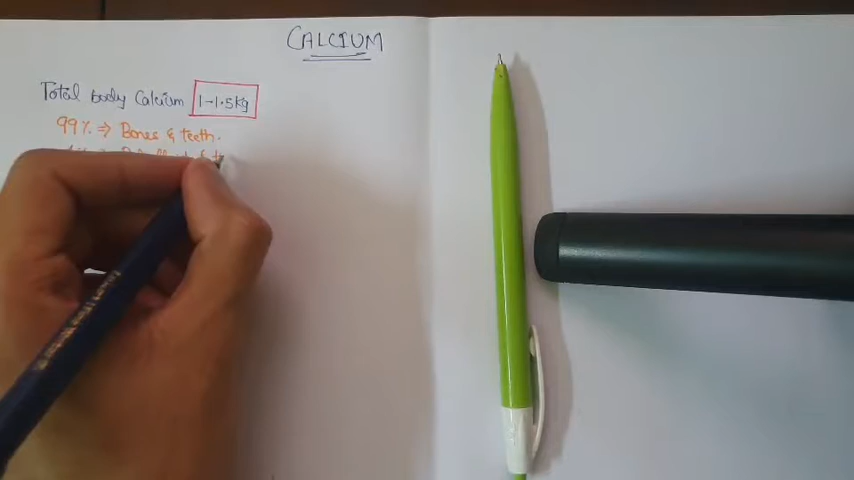 CALCIUM
Total body Calcium 1-1.5kg
99% ⇒ Bones & teeth.